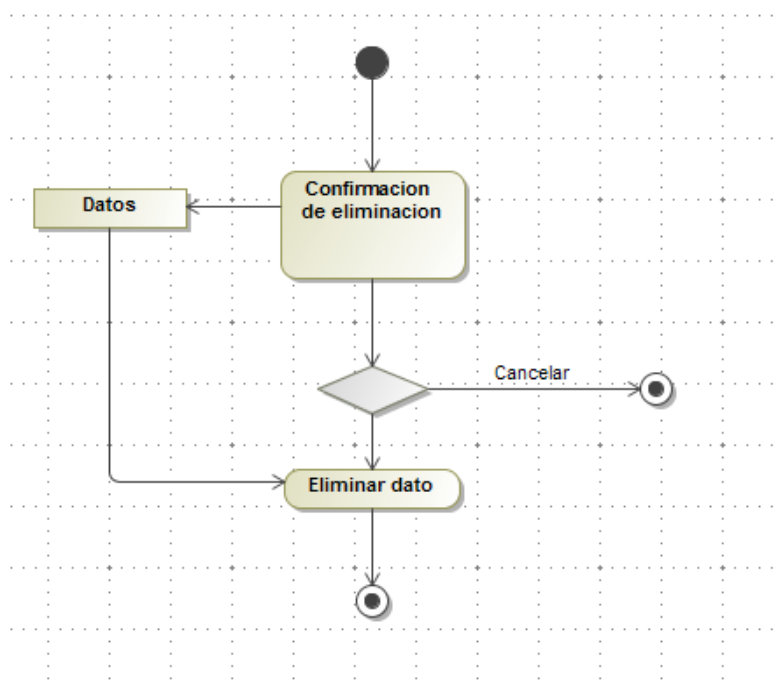 Confirmacion
de eliminacion
Datos
Cancelar
Eliminar dato